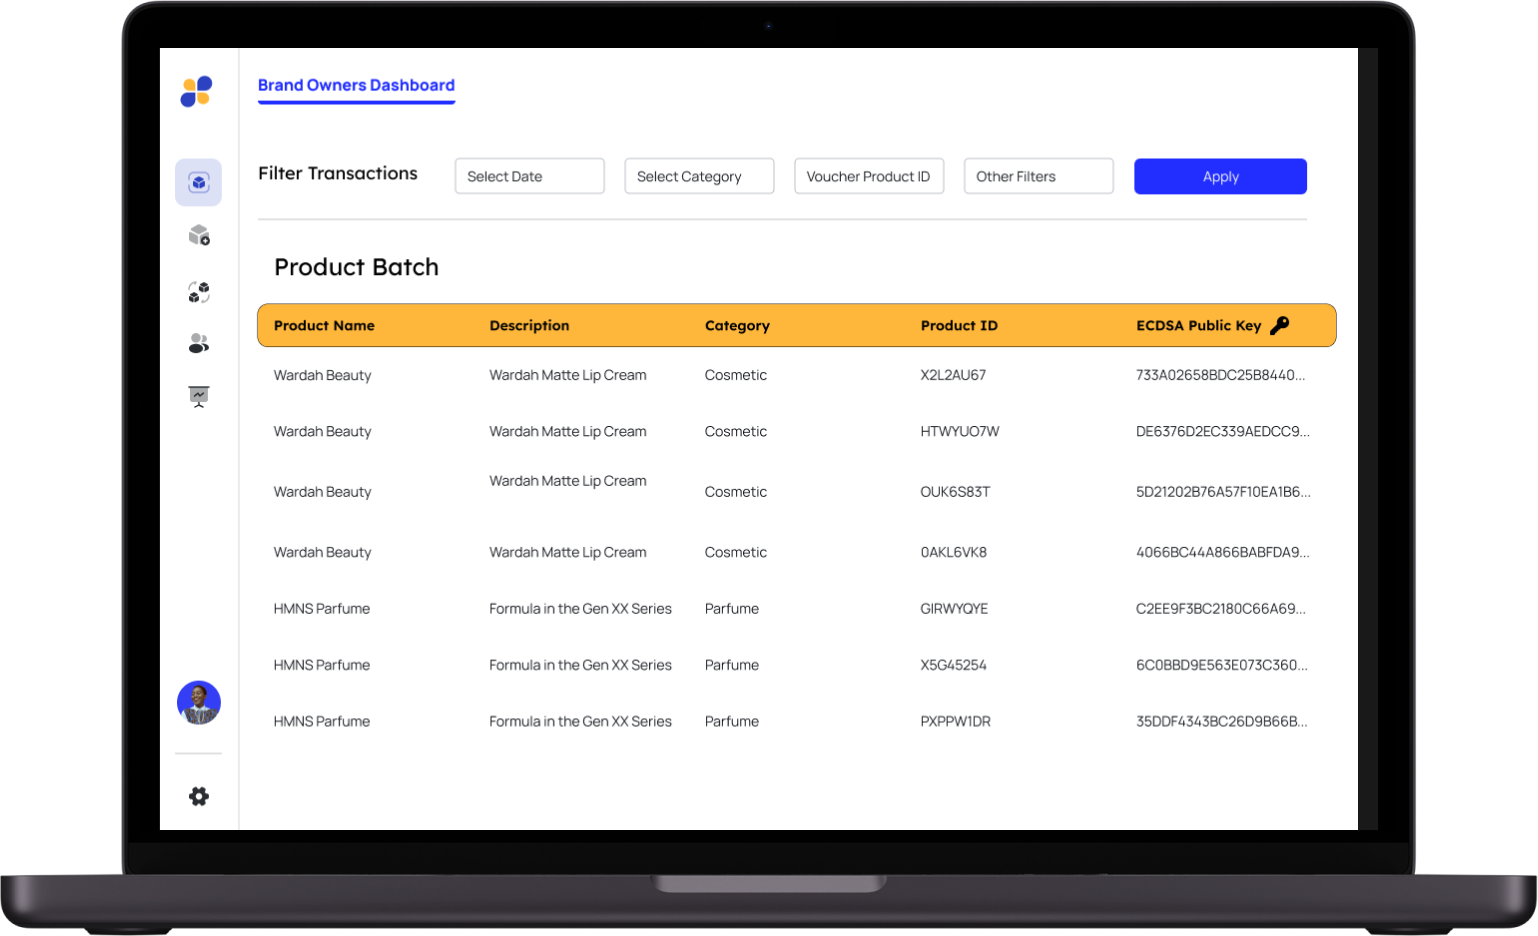 Brand Owners Dashboard
Filter Transactions Select Date Select Category Voucher Product ID Other Filters Apply
Product Batch
Product Name Description Category Product ID ECDSA Public Key
Wardah Beauty Wardah Matte Lip Cream Cosmetic X2L2AU67 733A02658BDC25B8440...
Wardah Beauty Wardah Matte Lip Cream Cosmetic HTWYUO7W DE6376D2EC339AEDCC9...
Wardah Beauty Wardah Matte Lip Cream Cosmetic OUK6S83T 5D21202B76A57F10EA1B6...
Wardah Beauty Wardah Matte Lip Cream Cosmetic 0AKL6VK8 4066BC44A866BABFDA9...
HMNS Parfume Formula in the Gen XX Series Parfume GIRWYQYE C2EE9F3BC2180C66A69...
HMNS Parfume Formula in the Gen XX Series Parfume X5G45254 6C0BBD9E563E073C360...
HMNS Parfume Formula in the Gen XX Series Parfume PXPPW1DR 35DDF4343BC26D9B66B...